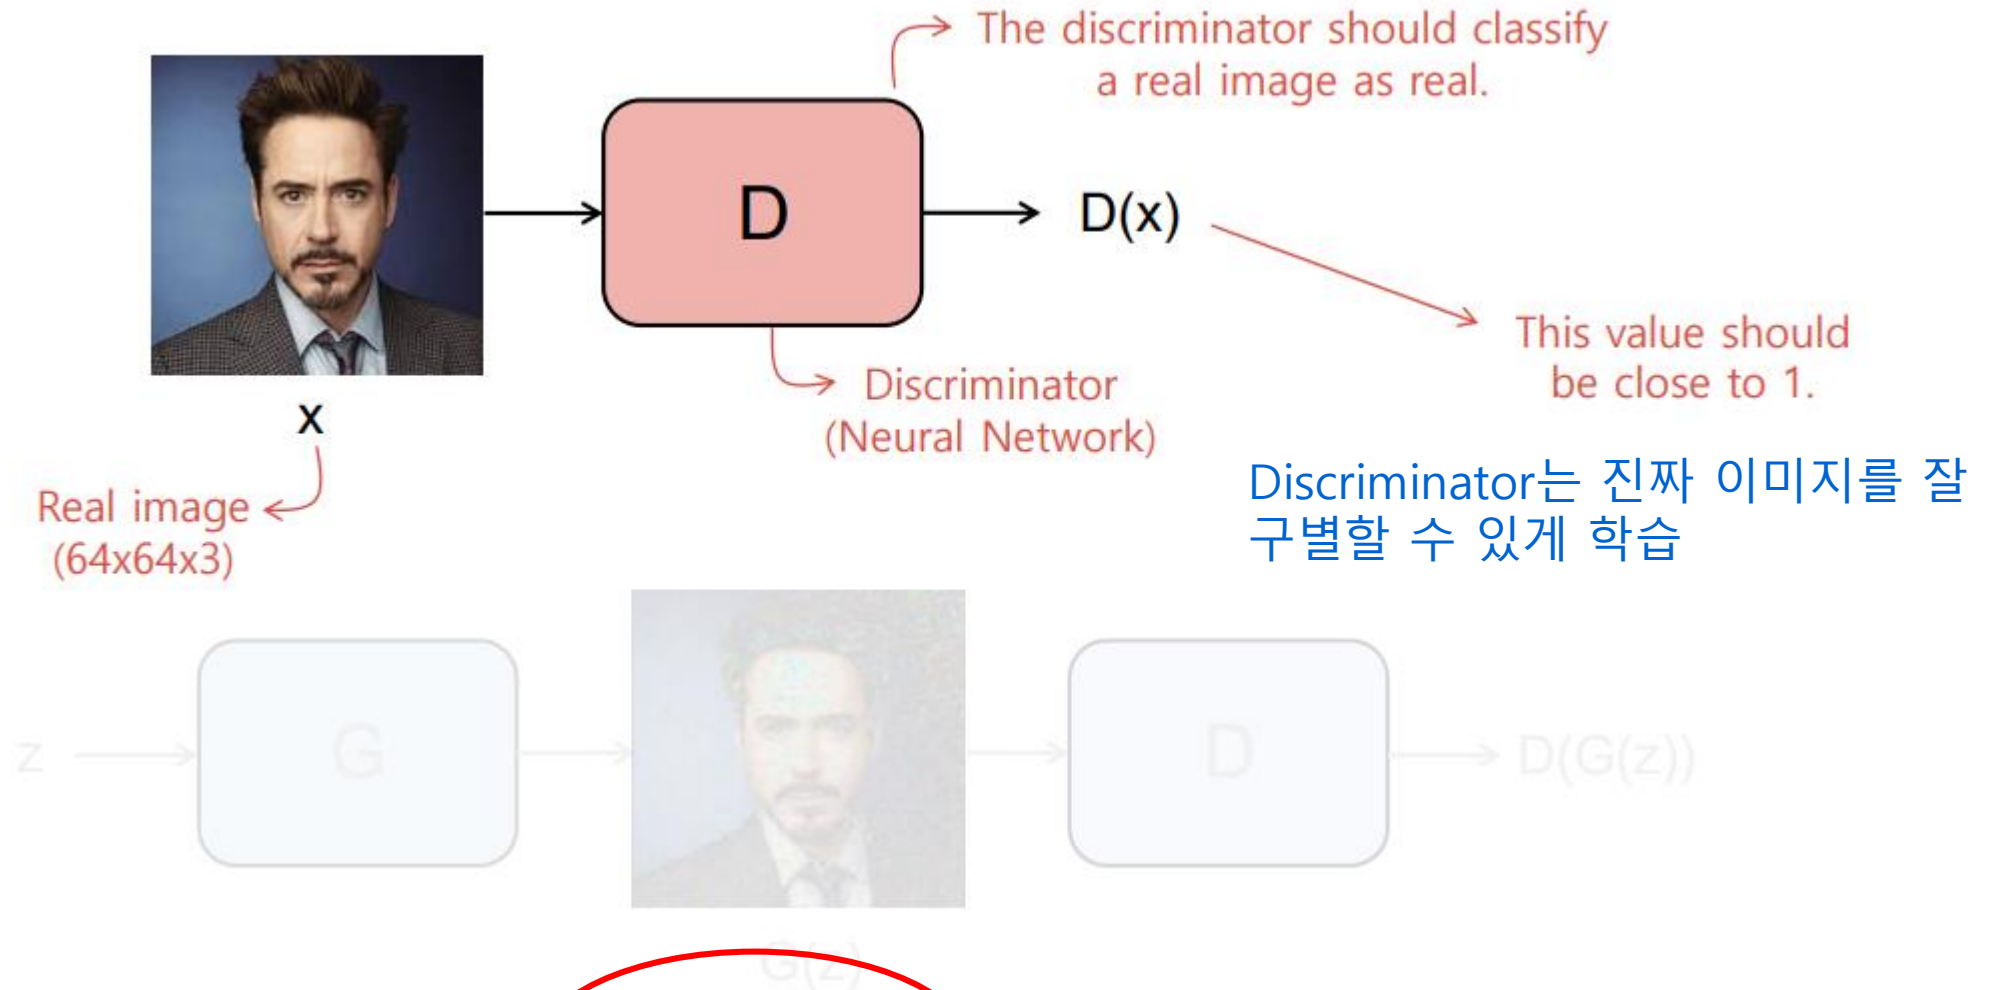 The discriminator should classify
a real image as real.
D
D(x)
This value should
be close to 1.
Discriminator
(Neural Network)
x
Real image
(64x64x3)
Discriminator는 진짜 이미지를 잘
구별할 수 있게 학습
z
G
D
D(G(z))
G(z)